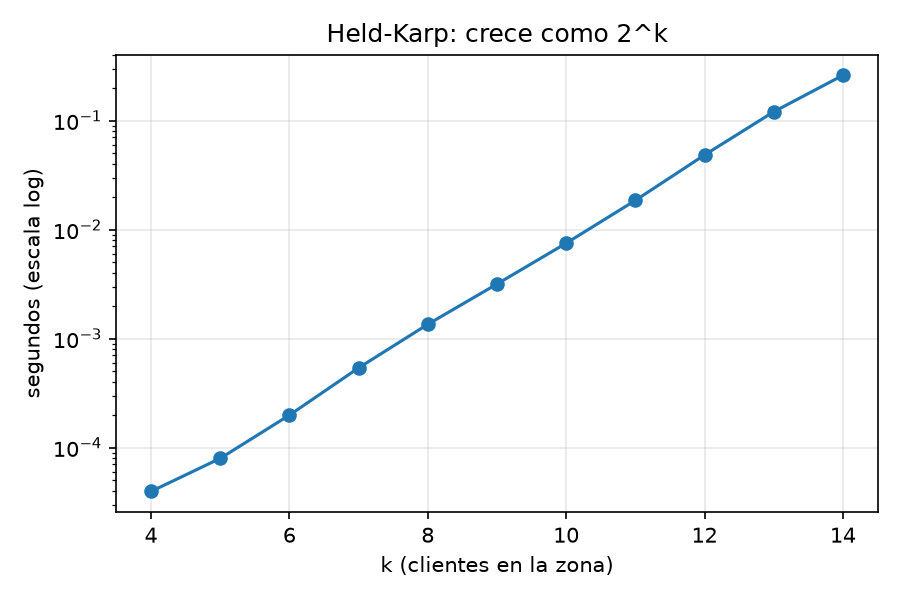 Held-Karp: crece como 2^k
segundos (escala log)
10⁻¹
10⁻²
10⁻³
10⁻⁴
4 6 8 10 12 14
k (clientes en la zona)